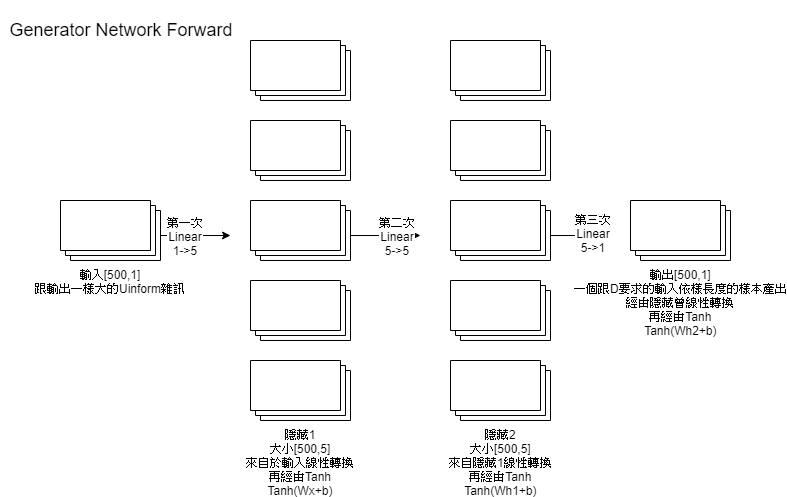 Generator Network Forward
第一次
Linear
1->5
第二次
Linear
5->5
第三次
Linear
5->1
輸入[500,1]
跟輸出一樣大的Uinform雜訊
輸出[500,1]
一個跟D要求的輸入依樣長度的樣本產出
經由隱藏曾線性轉換
再經由Tanh
Tanh(Wh2+b)
隱藏1
大小[500,5]
來自於輸入線性轉換
再經由Tanh
Tanh(Wx+b)
隱藏2
大小[500,5]
來自隱藏1線性轉換
再經由Tanh
Tanh(Wh1+b)